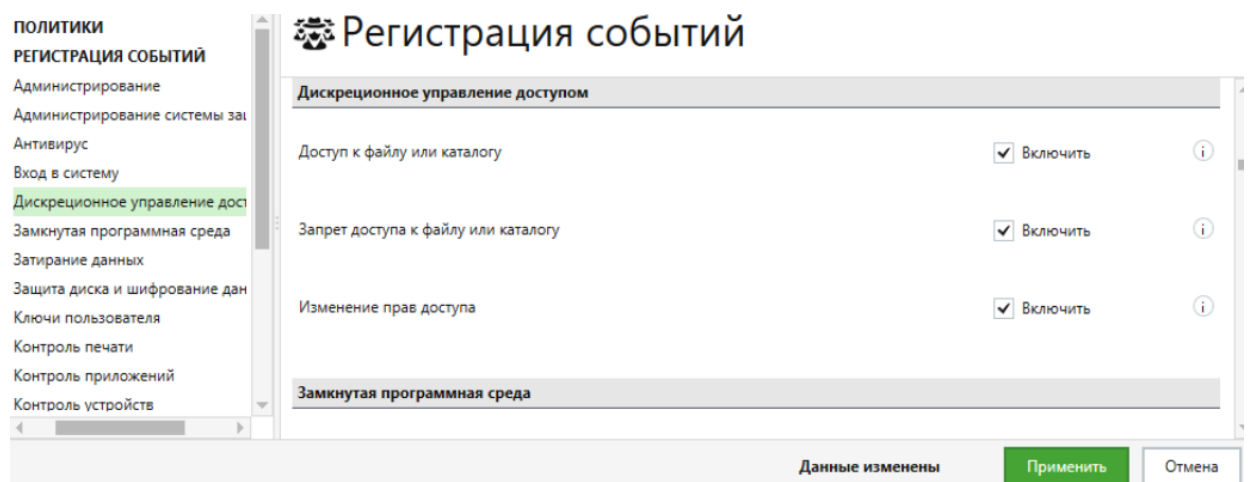 ПОЛИТИКИ
РЕГИСТРАЦИЯ СОБЫТИЙ
Администрирование
Администрирование системы защ
Антивирус
Вход в систему
Дискреционное управление дост
Замкнутая программная среда
Затирание данных
Защита диска и шифрование дан
Ключи пользователя
Контроль печати
Контроль приложений
Контроль устройств
Регистрация событий
Дискреционное управление доступом
Доступ к файлу или каталогу Включить
Запрет доступа к файлу или каталогу Включить
Изменение прав доступа Включить
Замкнутая программная среда
Данные изменены Применить Отмена